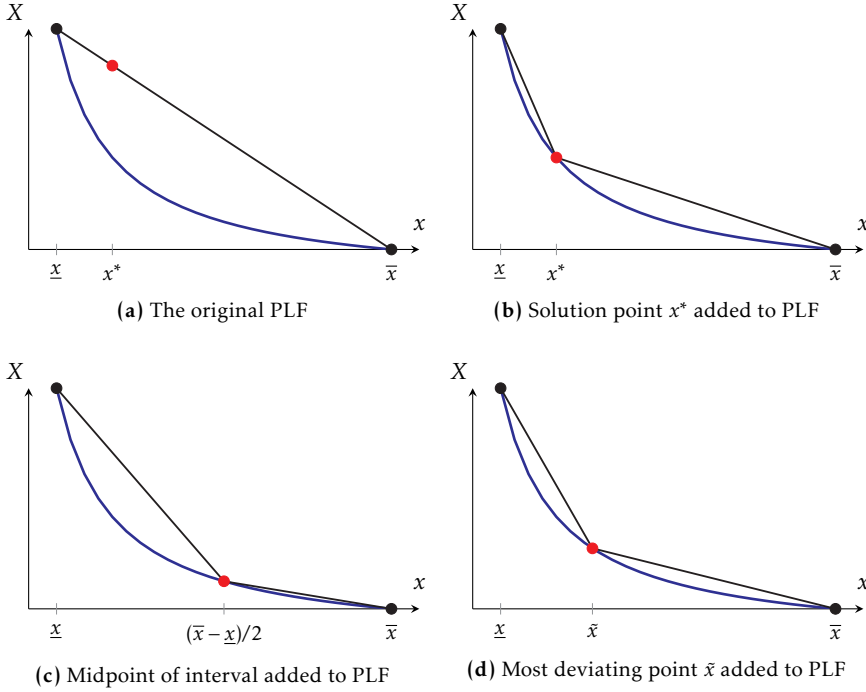 X
x
x̲ x* x̅
(a) The original PLF
X
x
x̲ x* x̅
(b) Solution point x* added to PLF
X
x
x̲ (x̅ − x̲)/2 x̅
(c) Midpoint of interval added to PLF
X
x
x̲ x̃ x̅
(d) Most deviating point x̃ added to PLF